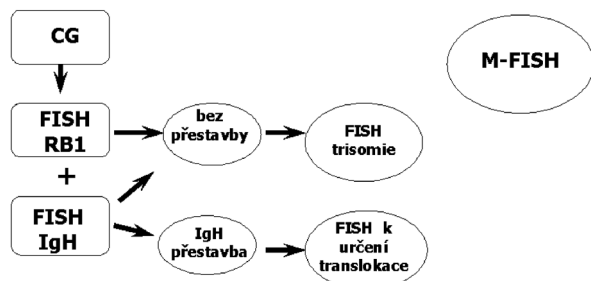 CG
M-FISH
FISH
RB1
bez
přestavby
FISH
trisomie
+
FISH
IgH
IgH
přestavba
FISH k
určení
translokace